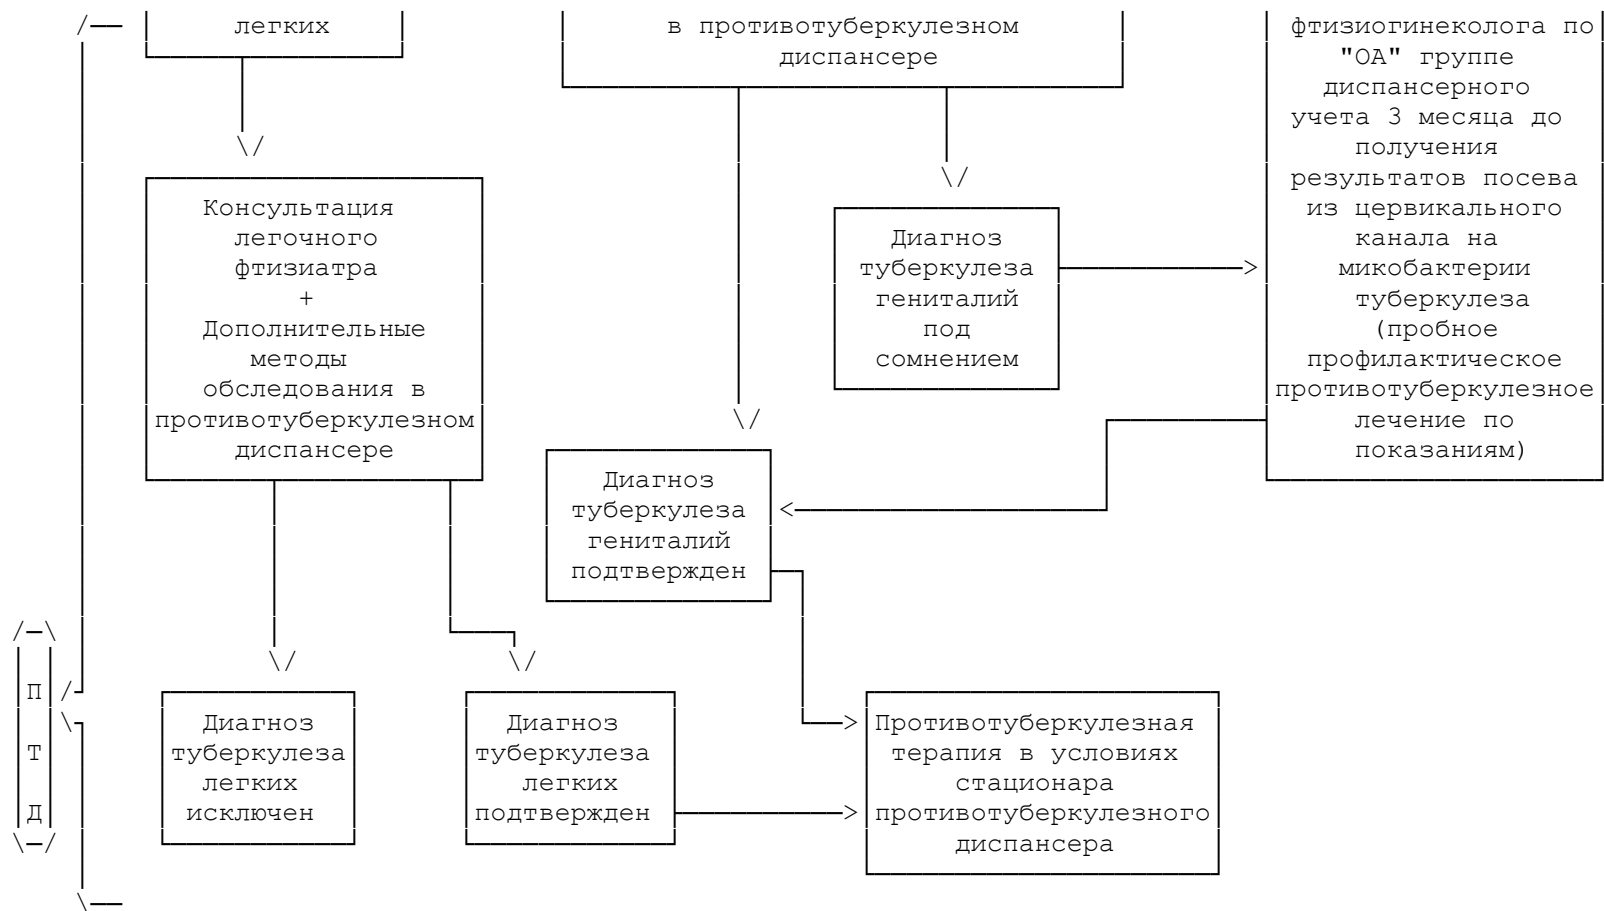 легких
в противотуберкулезном
диспансере
фтизиогинеколога по
"ОА" группе
диспансерного
учета 3 месяца до
получения
результатов посева
из цервикального
канала на
микобактерии
туберкулеза
(пробное
профилактическое
противотуберкулезное
лечение по
показаниям)
Консультация
легочного
фтизиатра
+
Дополнительные
методы
обследования в
противотуберкулезном
диспансере
Диагноз
туберкулеза
гениталий
под
сомнением
Диагноз
туберкулеза
гениталий
подтвержден
П
Т
Д
Диагноз
туберкулеза
легких
исключен
Диагноз
туберкулеза
легких
подтвержден
Противотуберкулезная
терапия в условиях
стационара
противотуберкулезного
диспансера